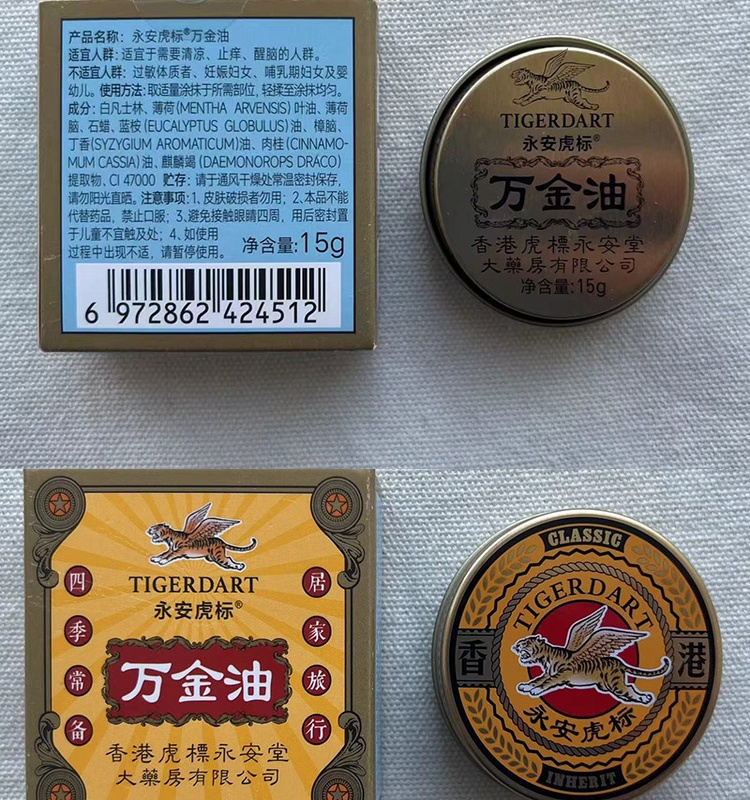 产品名称：永安虎标®万金油
适宜人群：适宜于需要清凉、止痒、醒脑的人群。
不适宜人群：过敏体质者、妊娠妇女、哺乳期妇女及婴
幼儿。使用方法：取适量涂抹于所需部位，轻揉至涂抹均匀。
成分：白凡士林、薄荷(MENTHA ARVENSIS)叶油、薄荷
脑、石蜡、蓝桉(EUCALYPTUS GLOBULUS)油、樟脑、
丁香(SYZYGIUM AROMATICUM)油、肉桂(CINNAMO-
MUM CASSIA)油、麒麟竭(DAEMONOROPS DRACO)
提取物、CI 47000 贮存：请于通风干燥处常温密封保存，
请勿阳光直晒。注意事项：1、皮肤破损者勿用；2、本品不能
代替药品，禁止口服；3、避免接触眼睛四周，用后密封置
于儿童不宜触及处；4、如使用
过程中出现不适，请暂停使用。
净含量：15g
6 972862 424512
TIGERDART
永安虎标®
万金油
香港虎標永安堂
大藥房有限公司
净含量：15g
TIGERDART
永安虎标®
万金油
四季常备
居家旅行
香港虎標永安堂
大藥房有限公司
CLASSIC
TIGERDART
香港
永安虎标
INHERIT